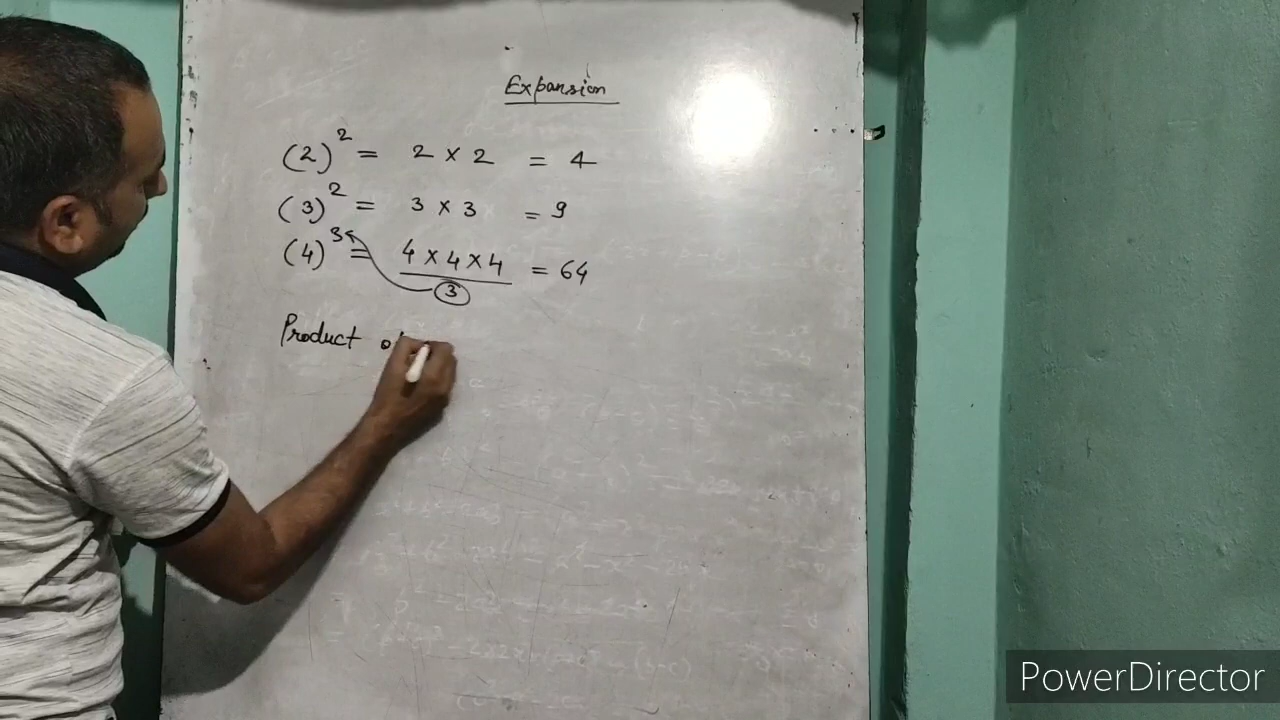 Expansion
(2)² = 2 × 2 = 4
(3)² = 3 × 3 = 9
(4)³ = 4 × 4 × 4 = 64
3
Product of
PowerDirector